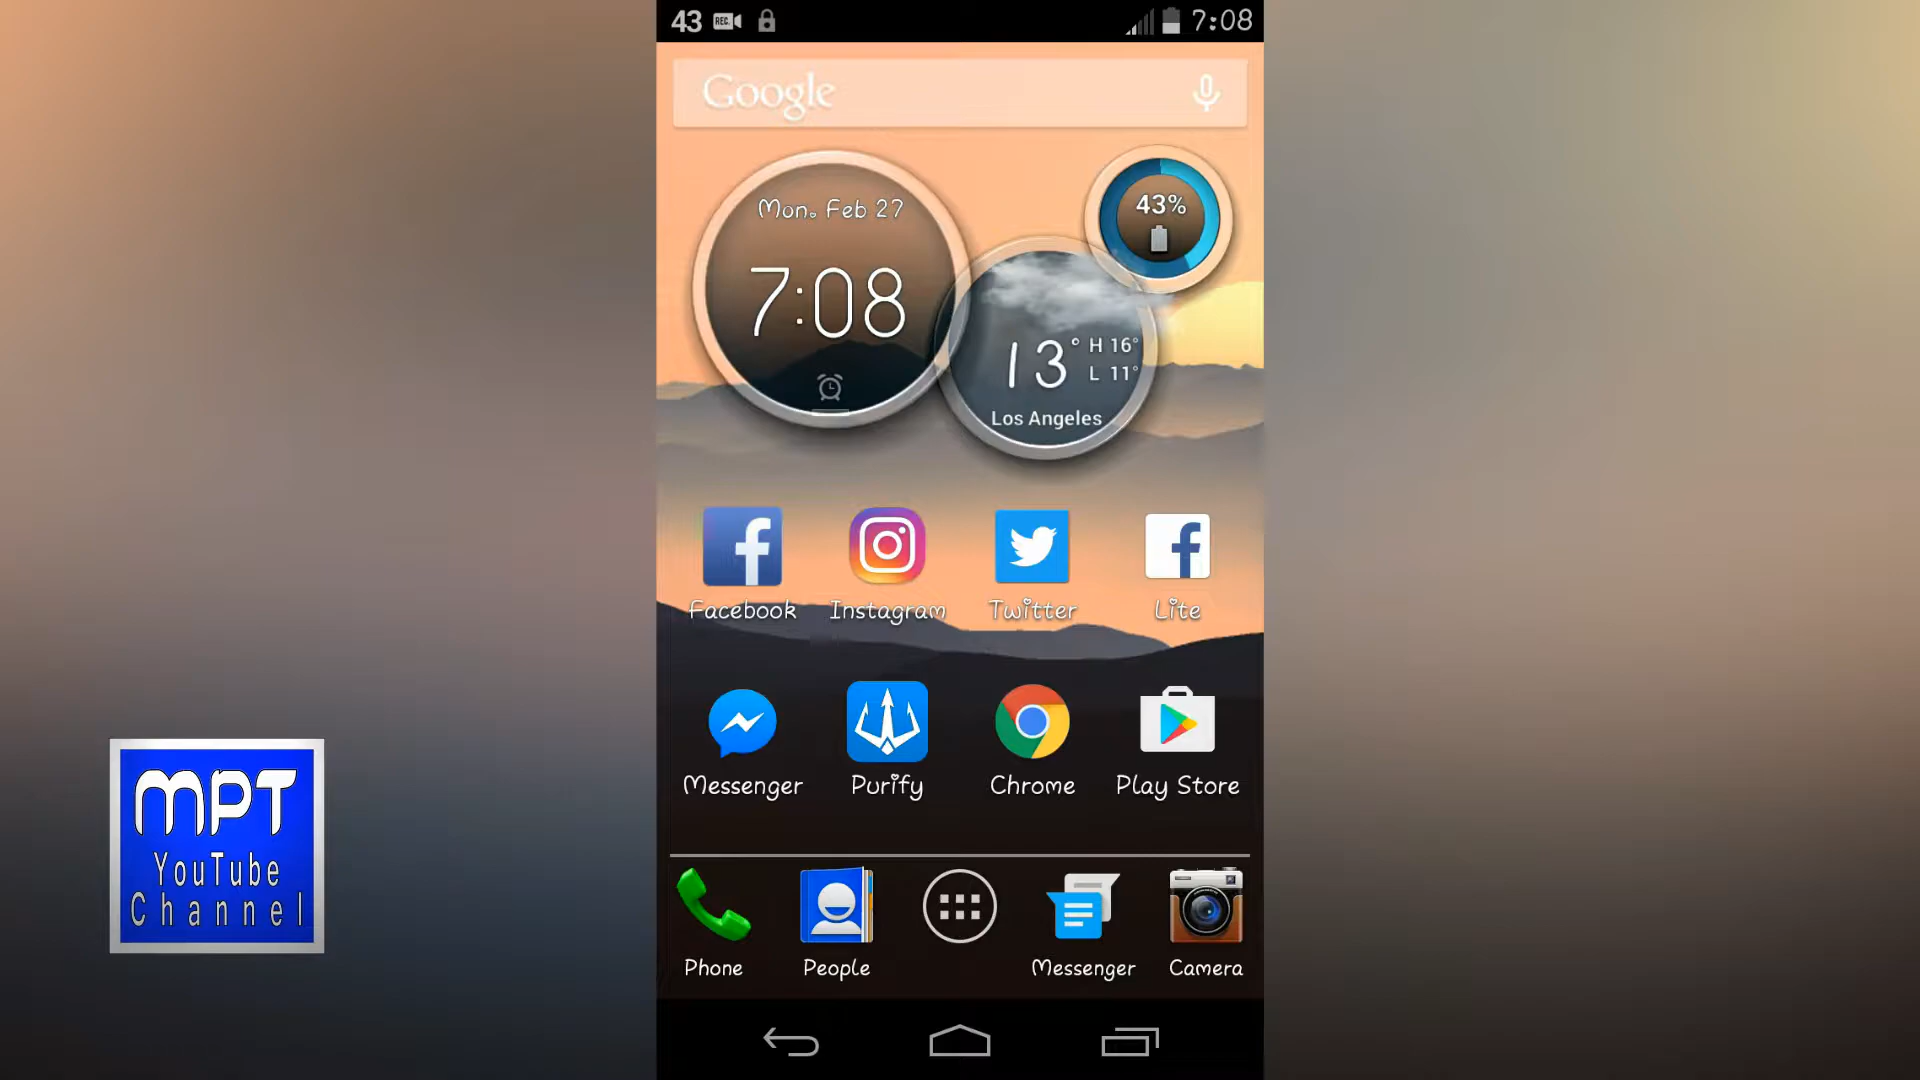 43 REC. 7:08
Google
Mon. Feb 27
7:08
43%
13° H 16°
L 11°
Los Angeles
Facebook Instagram Twitter Lite
Messenger Purify Chrome Play Store
Phone People Messenger Camera
MPT
YouTube
Channel